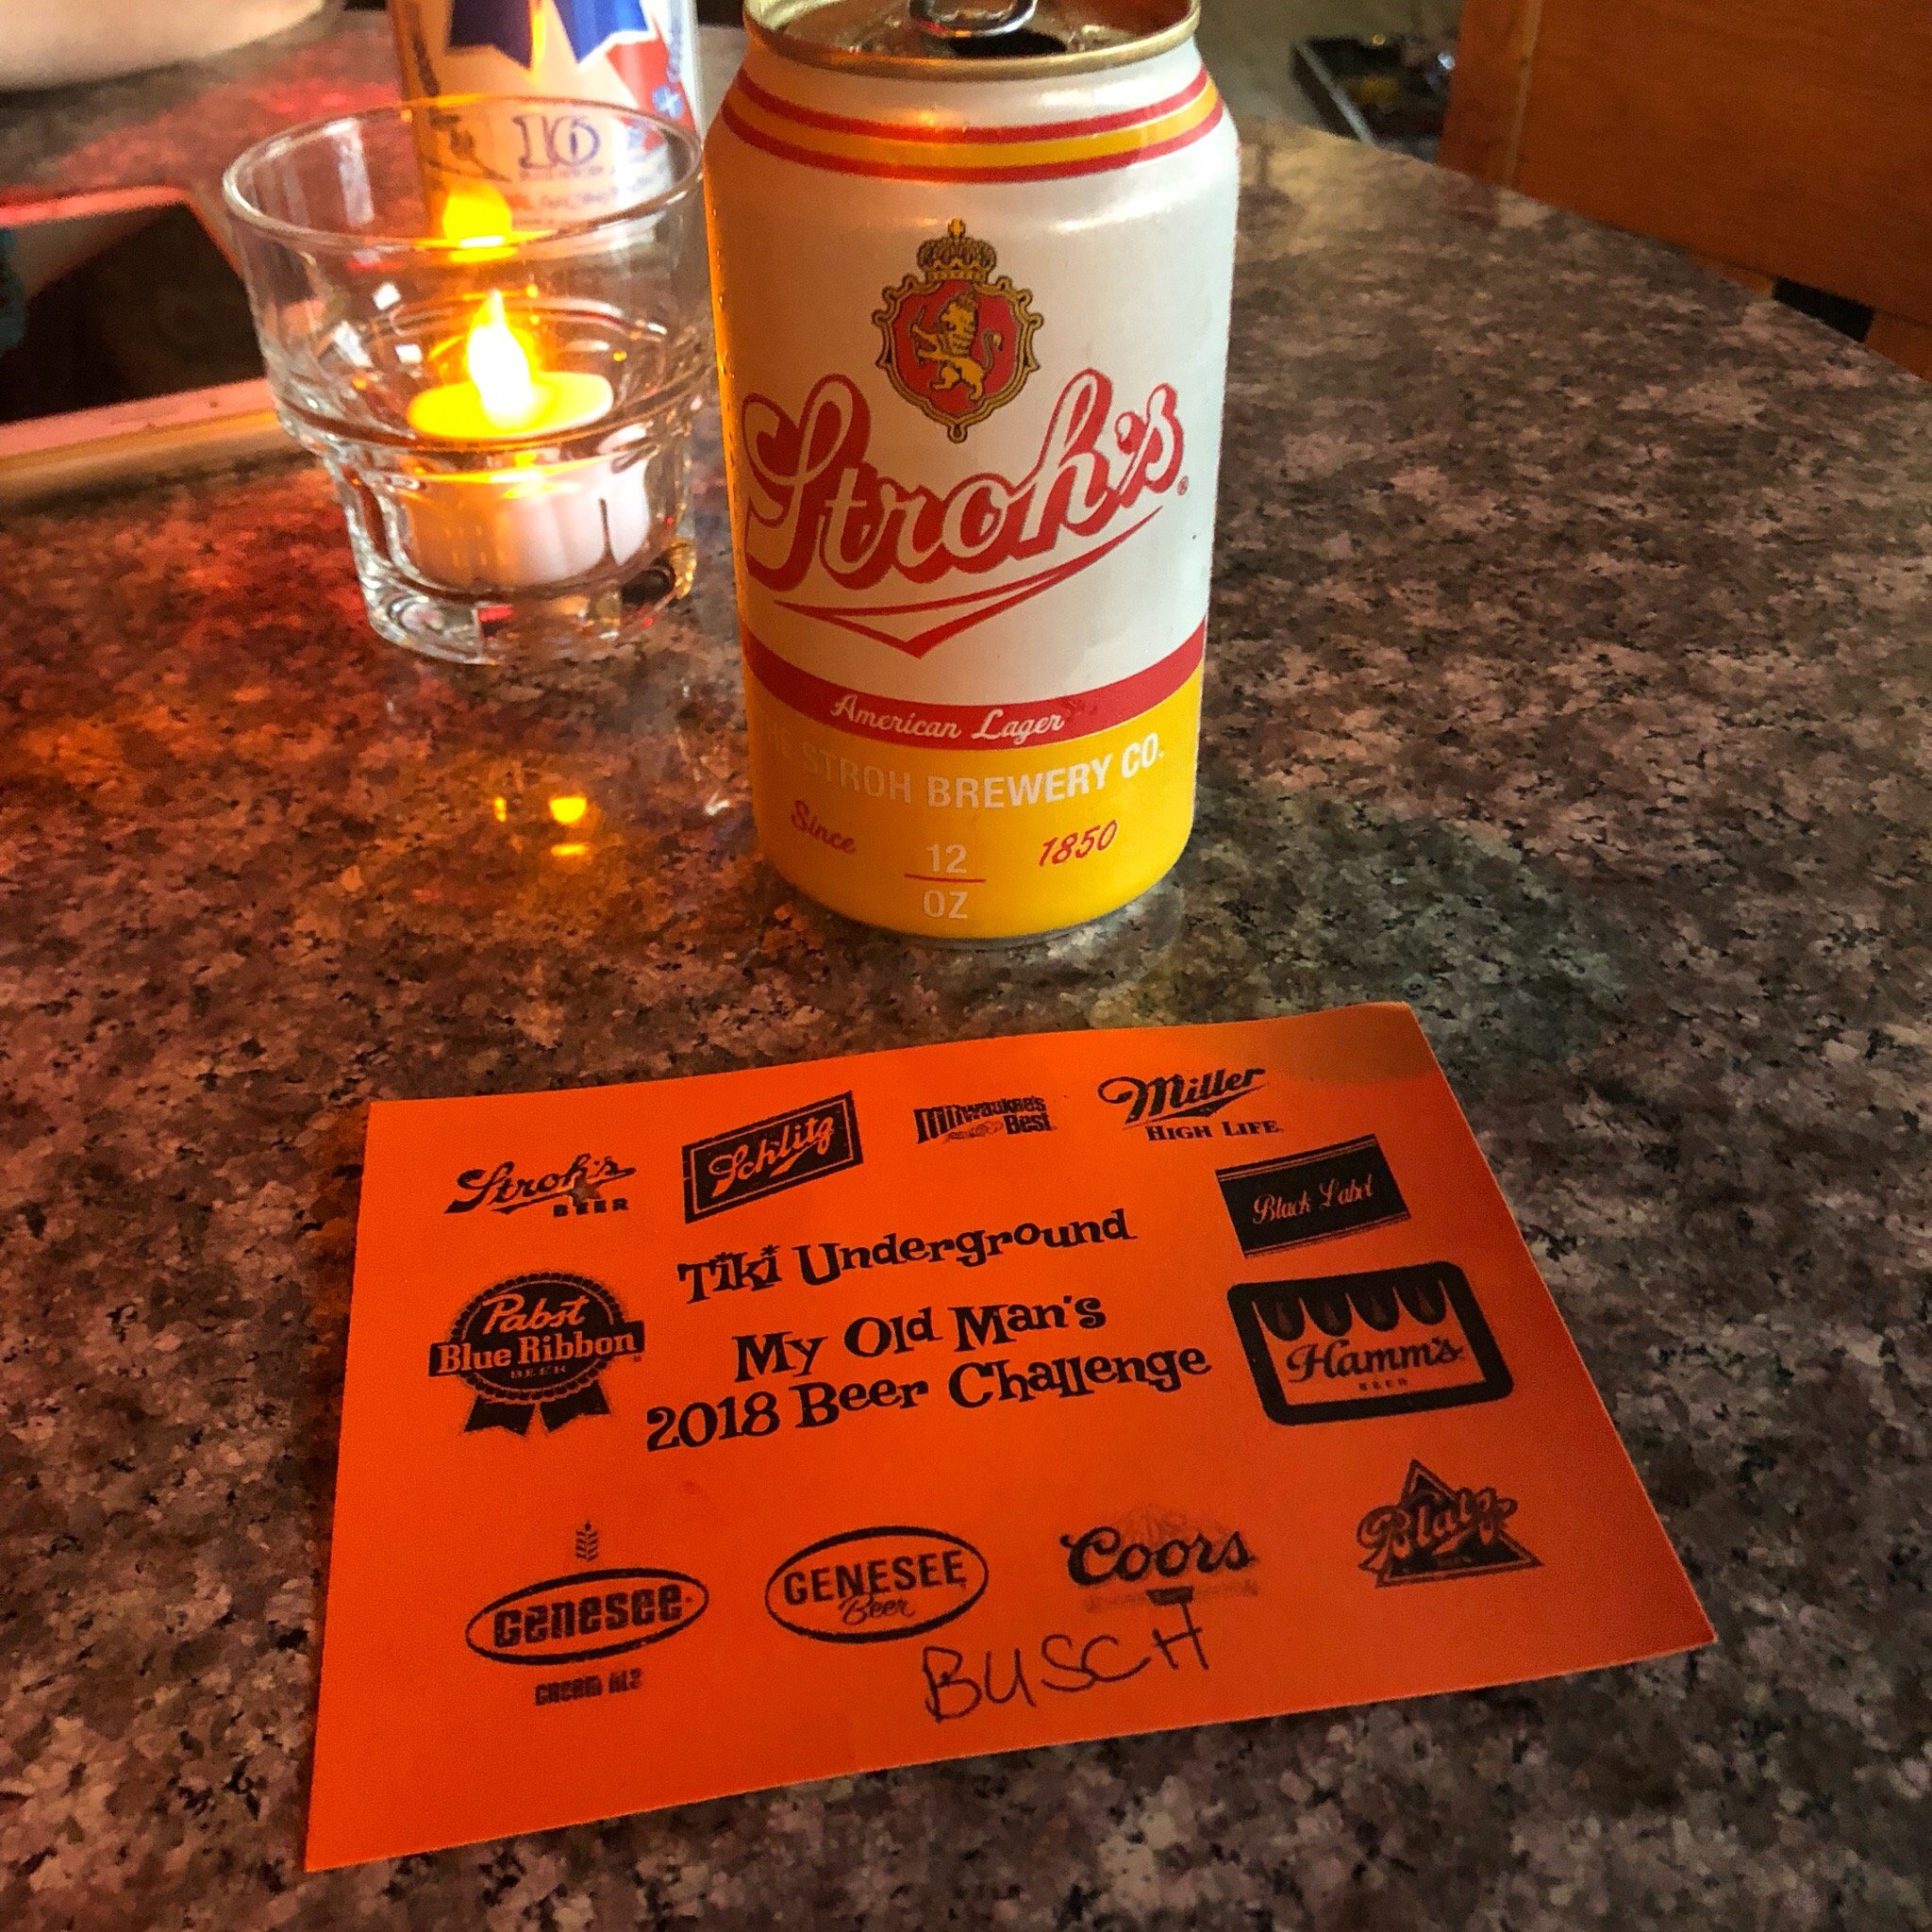 16
Stroh's
American Lager
HE STROH BREWERY CO.
Since 1850
12
OZ
Stroh's
BEER
Schlitz
Milwaukee's
Best
Miller
HIGH LIFE
Black Label
Tiki Underground
My Old Man's
2018 Beer Challenge
Pabst
Blue Ribbon
BEER
Hamm's
BEER
Genesee
CREAM ALE
GENESEE
Beer
Coors
Blatz
BUSCH